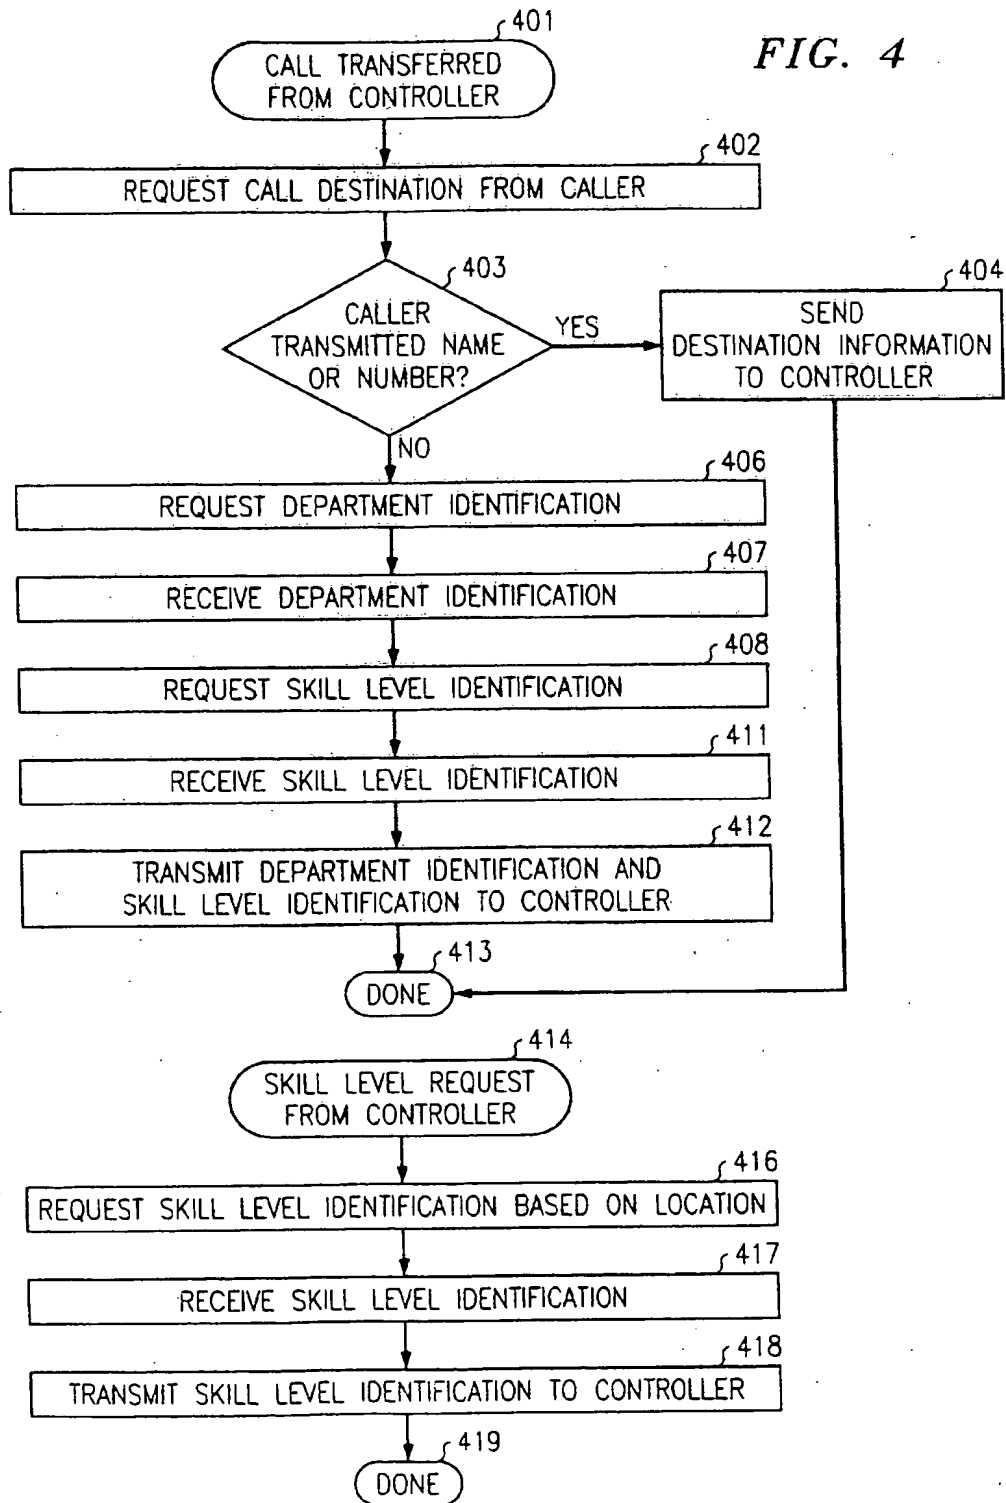 401
FIG. 4
CALL TRANSFERRED
FROM CONTROLLER
402
REQUEST CALL DESTINATION FROM CALLER
403
CALLER
TRANSMITTED NAME
OR NUMBER?
YES
404
SEND
DESTINATION INFORMATION
TO CONTROLLER
NO
406
REQUEST DEPARTMENT IDENTIFICATION
407
RECEIVE DEPARTMENT IDENTIFICATION
408
REQUEST SKILL LEVEL IDENTIFICATION
411
RECEIVE SKILL LEVEL IDENTIFICATION
412
TRANSMIT DEPARTMENT IDENTIFICATION AND
SKILL LEVEL IDENTIFICATION TO CONTROLLER
413
DONE
414
SKILL LEVEL REQUEST
FROM CONTROLLER
416
REQUEST SKILL LEVEL IDENTIFICATION BASED ON LOCATION
417
RECEIVE SKILL LEVEL IDENTIFICATION
418
TRANSMIT SKILL LEVEL IDENTIFICATION TO CONTROLLER
419
DONE